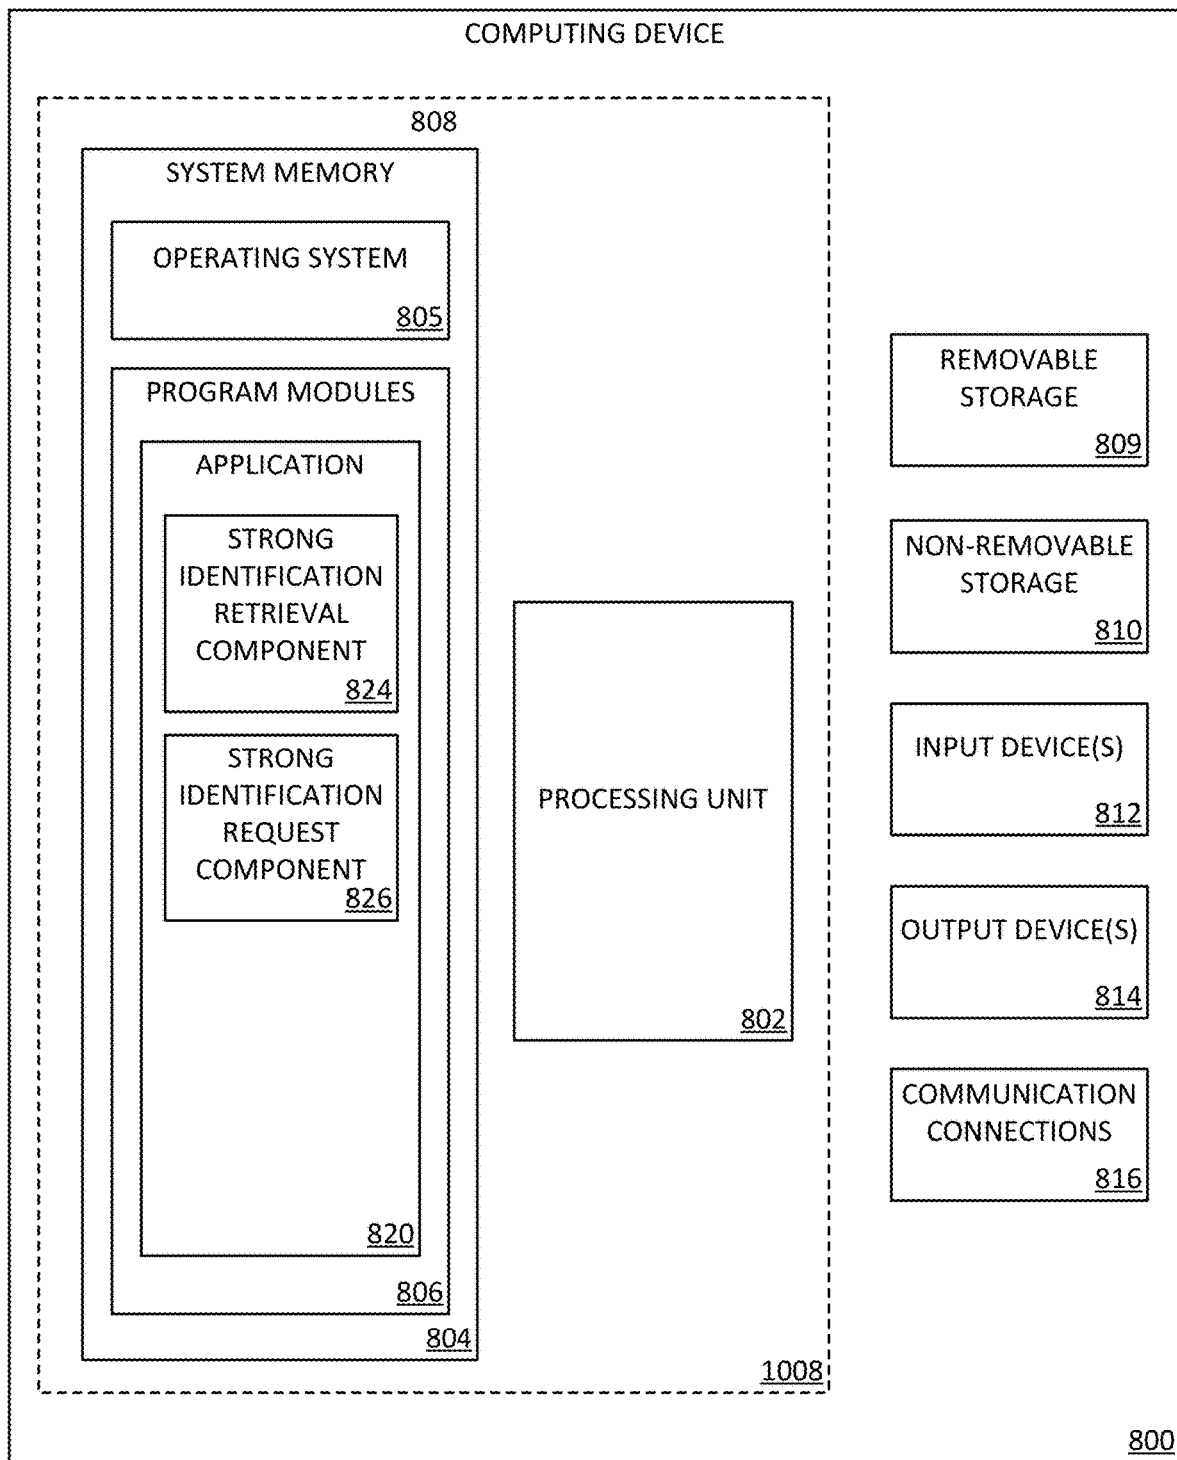 COMPUTING DEVICE
808
SYSTEM MEMORY
OPERATING SYSTEM
805
PROGRAM MODULES
APPLICATION
STRONG
IDENTIFICATION
RETRIEVAL
COMPONENT
824
STRONG
IDENTIFICATION
REQUEST
COMPONENT
826
820
806
804
PROCESSING UNIT
802
1008
REMOVABLE
STORAGE
809
NON-REMOVABLE
STORAGE
810
INPUT DEVICE(S)
812
OUTPUT DEVICE(S)
814
COMMUNICATION
CONNECTIONS
816
800